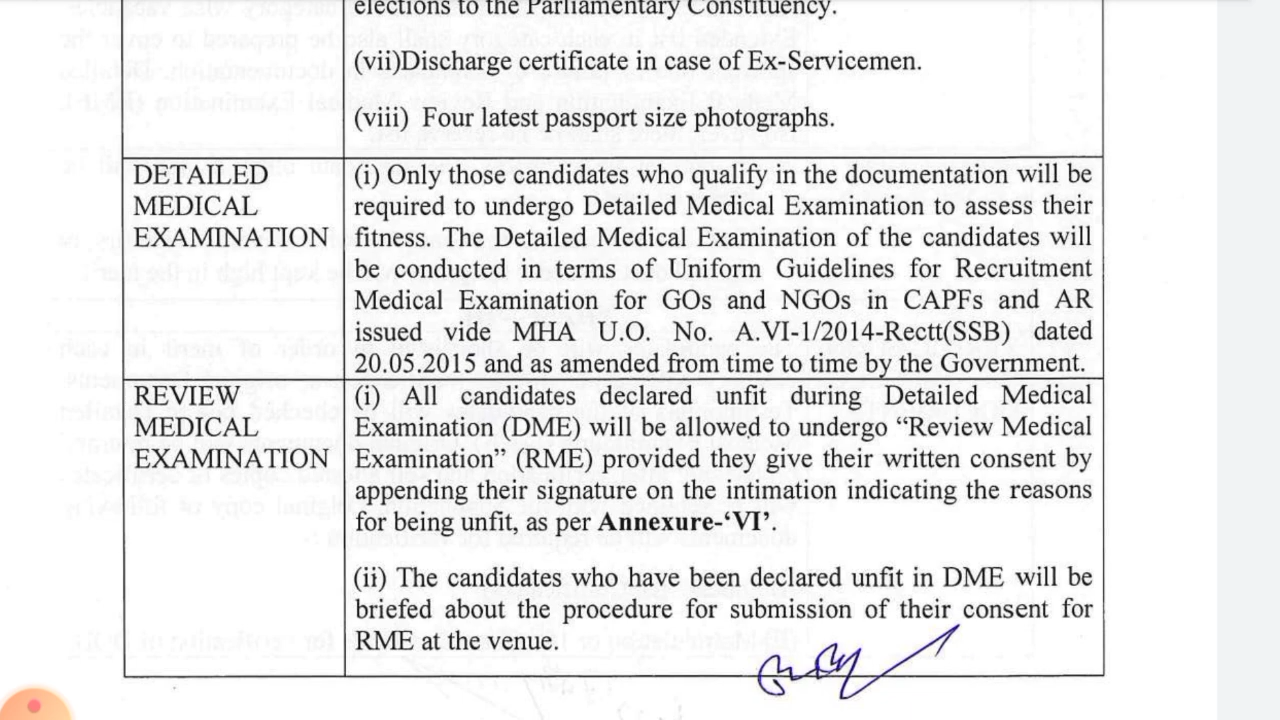 elections to the Parliamentary Constituency.
(vii)Discharge certificate in case of Ex-Servicemen.
(viii) Four latest passport size photographs.
DETAILED
MEDICAL
EXAMINATION
(i) Only those candidates who qualify in the documentation will be
required to undergo Detailed Medical Examination to assess their
fitness. The Detailed Medical Examination of the candidates will
be conducted in terms of Uniform Guidelines for Recruitment
Medical Examination for GOs and NGOs in CAPFs and AR
issued vide MHA U.O. No. A.VI-1/2014-Rectt(SSB) dated
20.05.2015 and as amended from time to time by the Government.
REVIEW
MEDICAL
EXAMINATION
(i) All candidates declared unfit during Detailed Medical
Examination (DME) will be allowed to undergo “Review Medical
Examination” (RME) provided they give their written consent by
appending their signature on the intimation indicating the reasons
for being unfit, as per Annexure-‘VI’.
(ii) The candidates who have been declared unfit in DME will be
briefed about the procedure for submission of their consent for
RME at the venue.